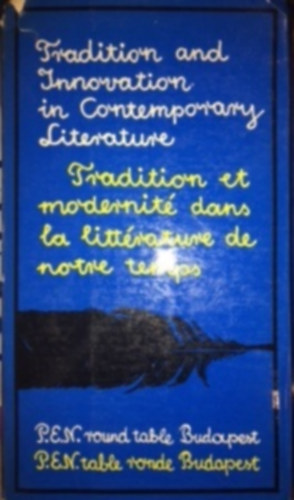 Tradition and
Innovation
in Contemporary
Literature
Tradition et
modernité dans
la littérature de
notre temps
P.E.N. round table Budapest
P.E.N. table ronde Budapest